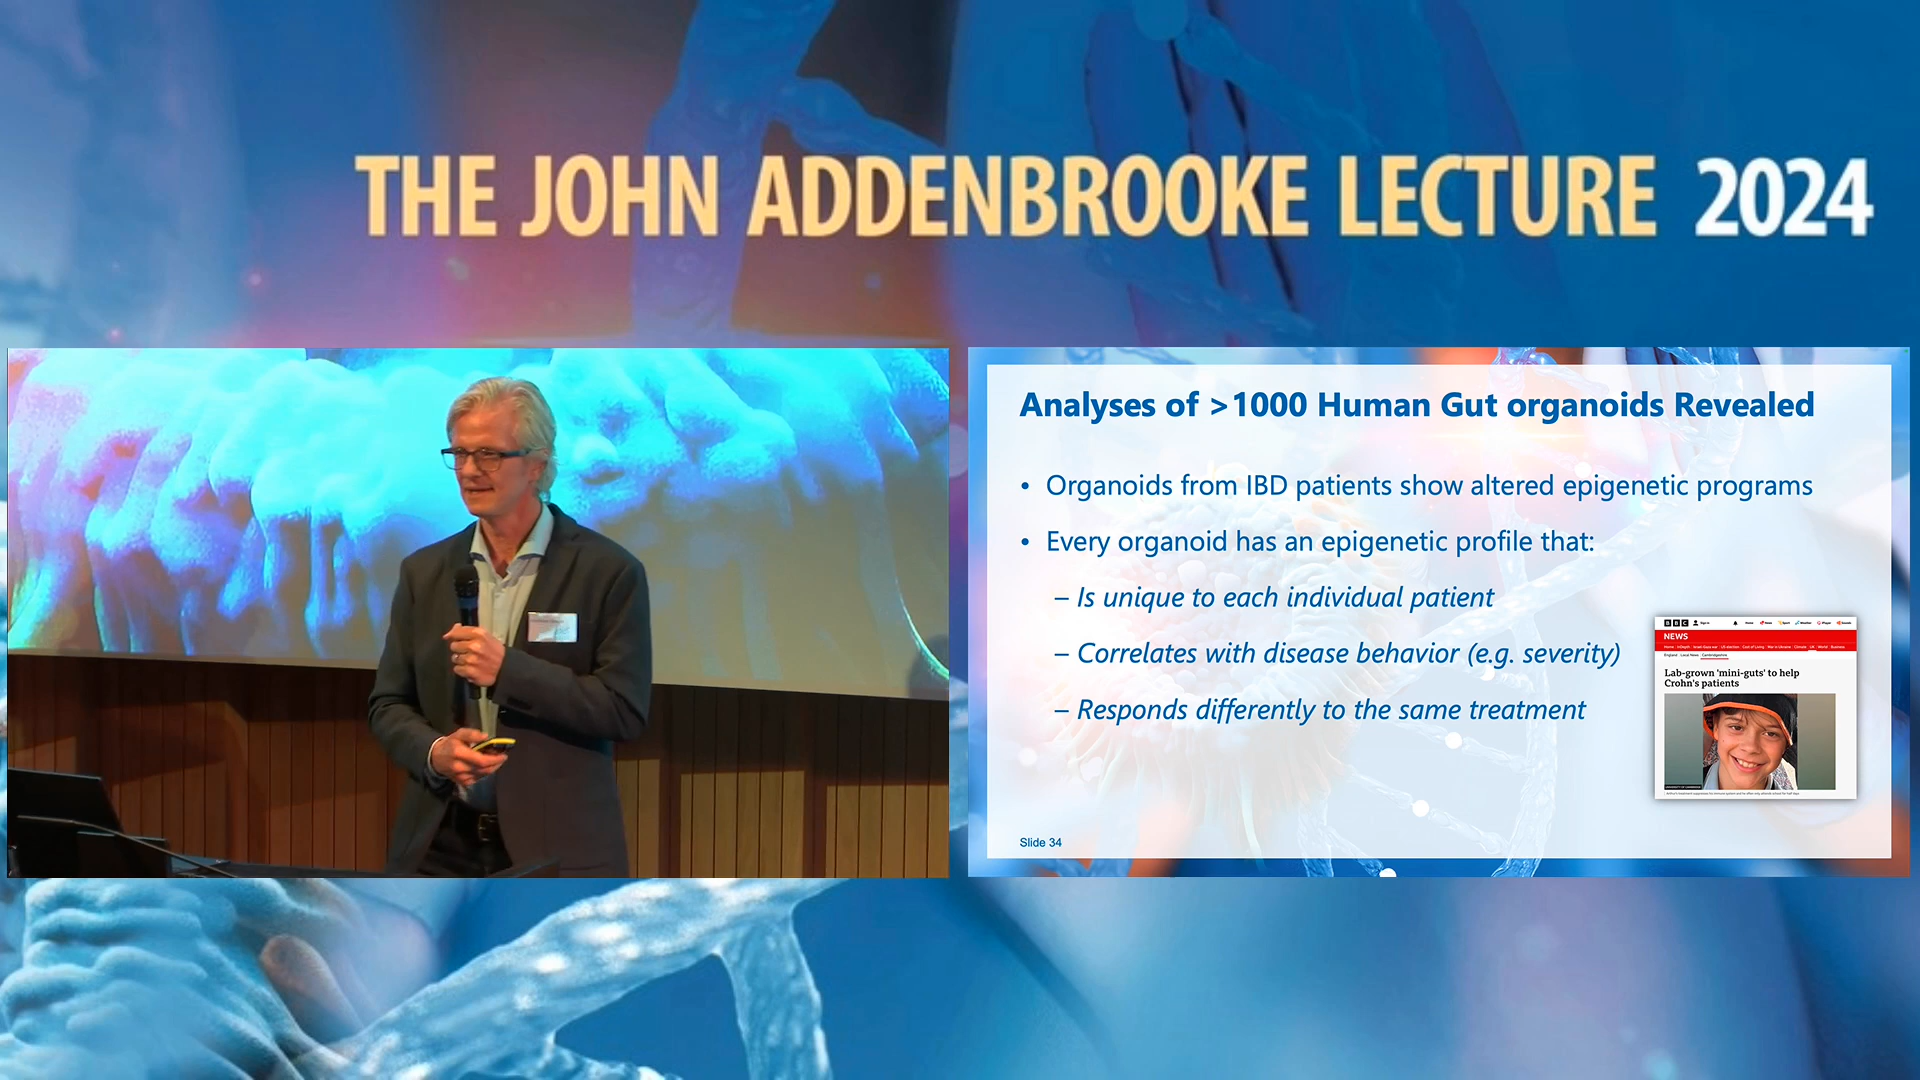 THE JOHN ADDENBROOKE LECTURE 2024
Analyses of >1000 Human Gut organoids Revealed
• Organoids from IBD patients show altered epigenetic programs
• Every organoid has an epigenetic profile that:
– Is unique to each individual patient
– Correlates with disease behavior (e.g. severity)
– Responds differently to the same treatment
BBC
NEWS
Lab-grown 'mini-guts' to help
Crohn's patients
Slide 34